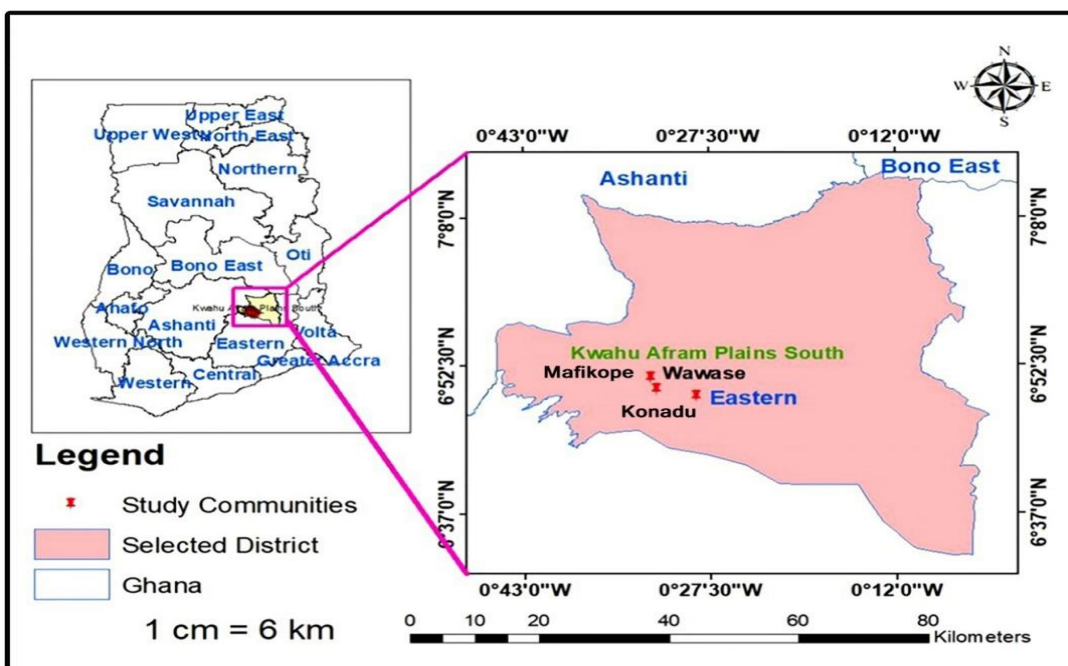 N
W E
S
Upper East
Upper West North East
Northern
Savannah
Oti
Bono Bono East
Kwahu Afram Plains South
Ahafo
Ashanti
Volta
Western North
Eastern
Greater Accra
Central
Western
Legend
Study Communities
Selected District
Ghana
1 cm = 6 km
0°43'0"W 0°27'30"W 0°12'0"W
Ashanti
Bono East
7°8'0"N 7°8'0"N
6°52'30"N 6°52'30"N
Kwahu Afram Plains South
Mafikope Wawase
Konadu
Eastern
6°37'0"N 6°37'0"N
0°43'0"W 0°27'30"W 0°12'0"W
0 5 10 20 40 60 80
Kilometers